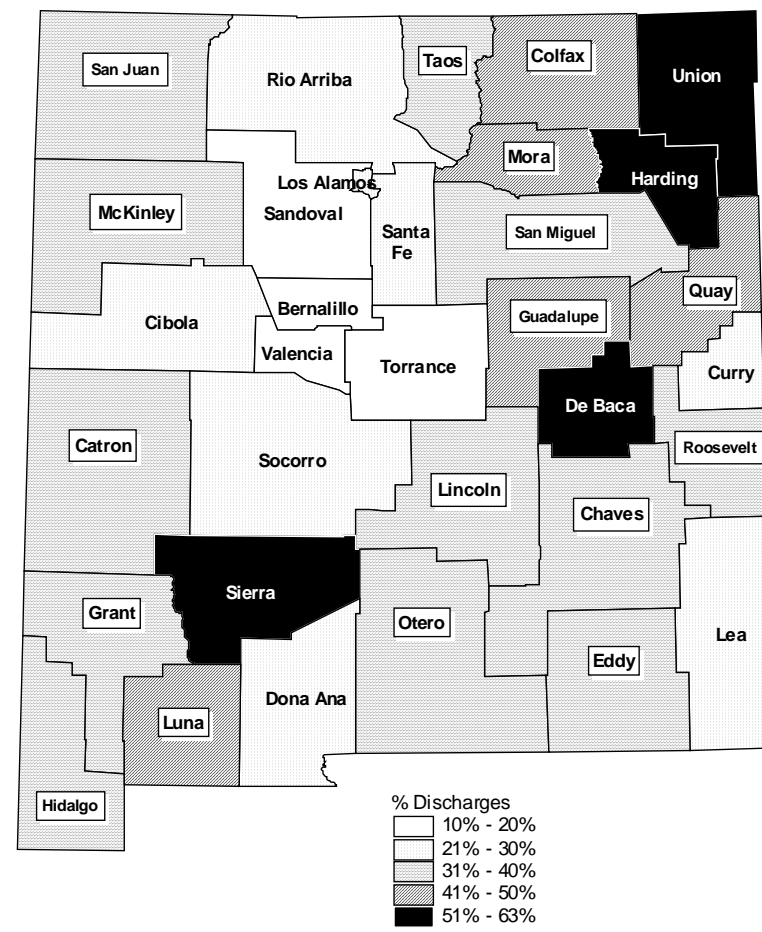 San Juan
Rio Arriba
Taos
Colfax
Union
Mora
Harding
Los Alamos
McKinley
Sandoval
Santa
Fe
San Miguel
Quay
Bernalillo
Guadalupe
Cibola
Valencia
Torrance
Curry
De Baca
Catron
Socorro
Roosevelt
Lincoln
Chaves
Sierra
Grant
Otero
Lea
Eddy
Dona Ana
Luna
Hidalgo
% Discharges
10% - 20%
21% - 30%
31% - 40%
41% - 50%
51% - 63%